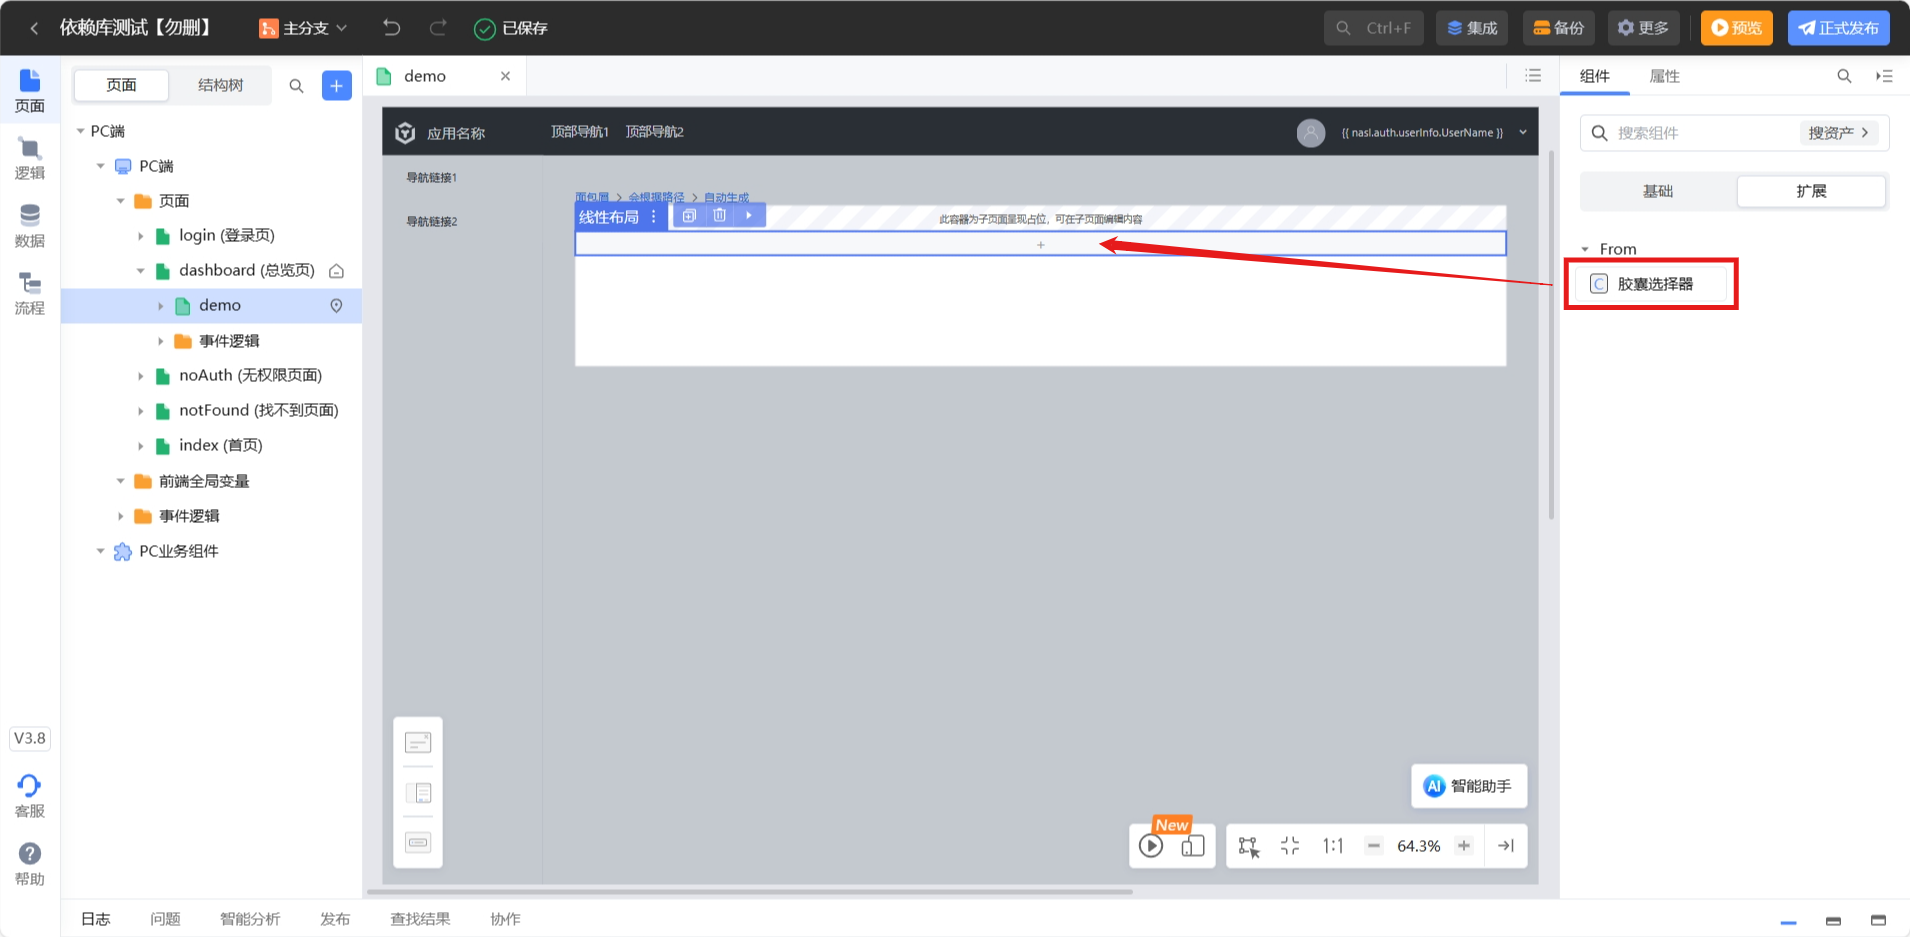 依赖库测试【勿删】
主分支
已保存
Ctrl+F
集成
备份
更多
预览
正式发布
页面
逻辑
数据
流程
V3.8
客服
帮助
页面
结构树
PC端
PC端
页面
login (登录页)
dashboard (总览页)
demo
事件逻辑
noAuth (无权限页面)
notFound (找不到页面)
index (首页)
前端全局变量
事件逻辑
PC业务组件
demo
应用名称
顶部导航1
顶部导航2
{{ nasl.auth.userInfo.UserName }}
导航链接1
导航链接2
面包屑
会根据路径
自动生成
线性布局
此容器为子页面呈现占位，可在子页面编辑内容
AI 智能助手
New
1:1
64.3%
组件
属性
搜索组件
搜资产
基础
扩展
From
C 胶囊选择器
日志
问题
智能分析
发布
查找结果
协作